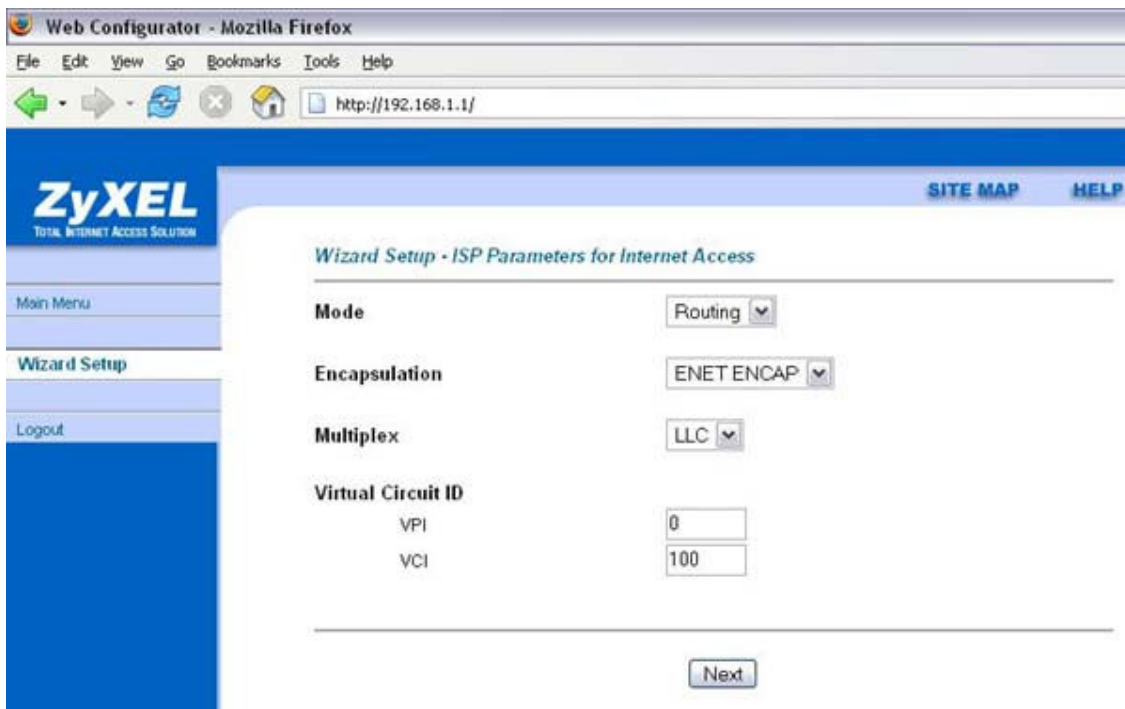 Web Configurator - Mozilla Firefox
File Edit View Go Bookmarks Tools Help
http://192.168.1.1/
ZyXEL
TOTAL INTERNET ACCESS SOLUTION
SITE MAP HELP
Main Menu
Wizard Setup
Logout
Wizard Setup - ISP Parameters for Internet Access
Mode Routing
Encapsulation ENET ENCAP
Multiplex LLC
Virtual Circuit ID
VPI 0
VCI 100
Next